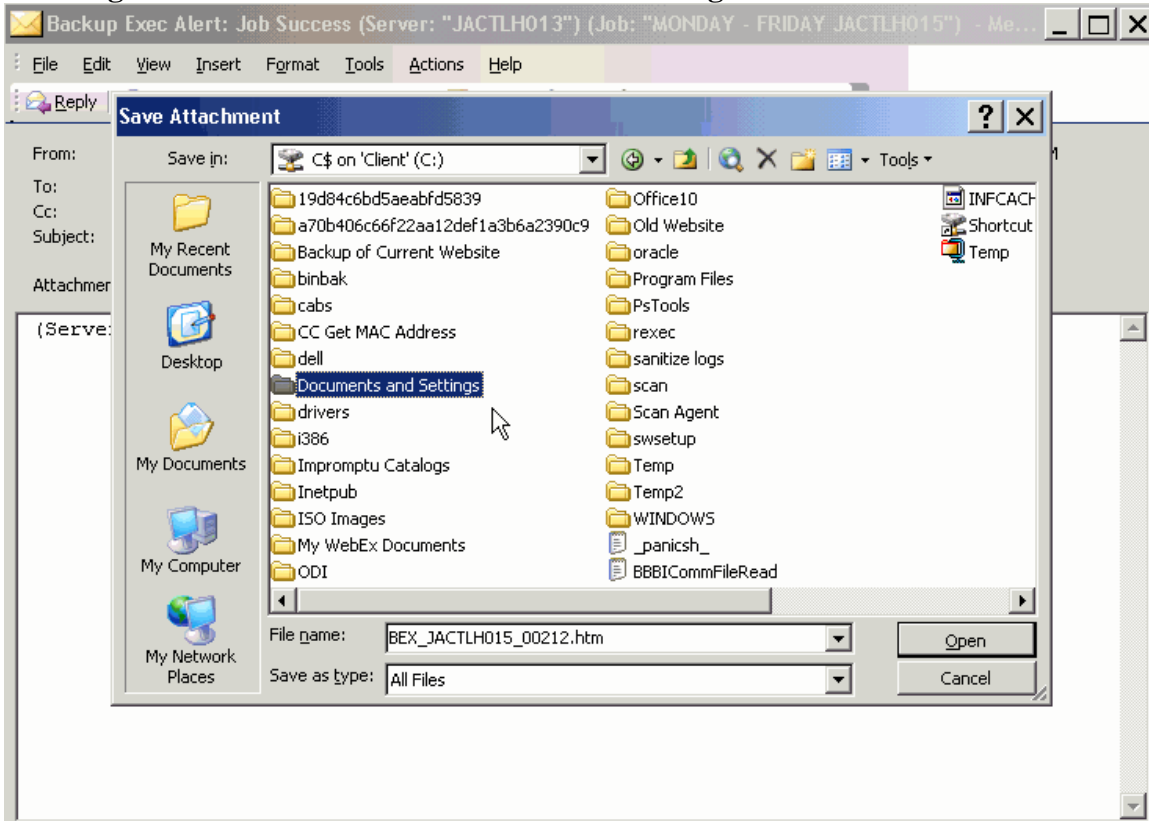 Backup Exec Alert: Job Success (Server: "JACTLH013") (Job: "MONDAY - FRIDAY JACTLH015") - Me...
File Edit View Insert Format Tools Actions Help
Reply
Save Attachment
From:
To:
Cc:
Subject:
Attachmer
(Server
Save in: C$ on 'Client' (C:) Tools
My Recent Documents
Desktop
My Documents
My Computer
My Network Places
19d84c6bd5aeabfd5839
a70b406c66f22aa12def1a3b6a2390c9
Backup of Current Website
binbak
cabs
CC Get MAC Address
dell
Documents and Settings
drivers
i386
Impromptu Catalogs
Inetpub
ISO Images
My WebEx Documents
ODI
Office10
Old Website
oracle
Program Files
PsTools
rexec
sanitize logs
scan
Scan Agent
swsetup
Temp
Temp2
WINDOWS
_panicsh_
BBBICommFileRead
INFCACH
Shortcut
Temp
File name: BEX_JACTLH015_00212.htm Open
Save as type: All Files Cancel